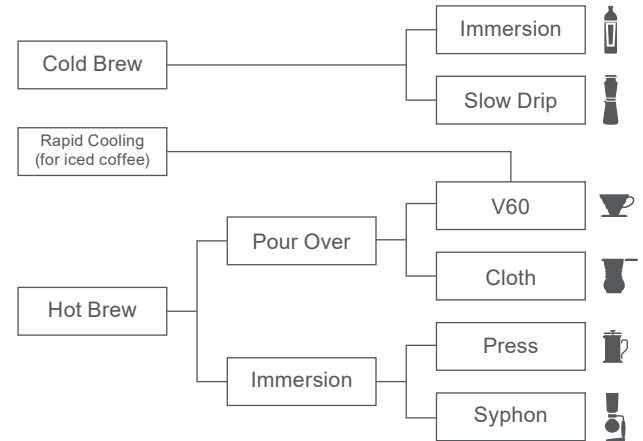 Cold Brew
Immersion
Slow Drip
Rapid Cooling
(for iced coffee)
Hot Brew
Pour Over
V60
Cloth
Immersion
Press
Syphon